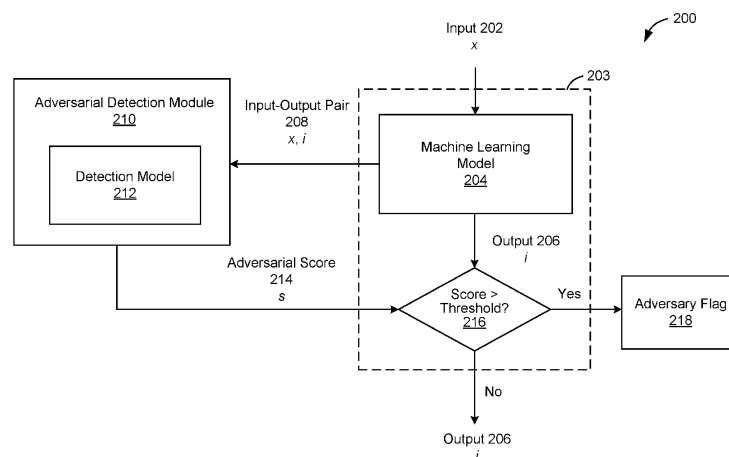 200
Input 202
x
203
Adversarial Detection Module
210
Detection Model
212
Input-Output Pair
208
x, i
Machine Learning
Model
204
Output 206
i
Adversarial Score
214
s
Score >
Threshold?
216
Yes
Adversary Flag
218
No
Output 206
i